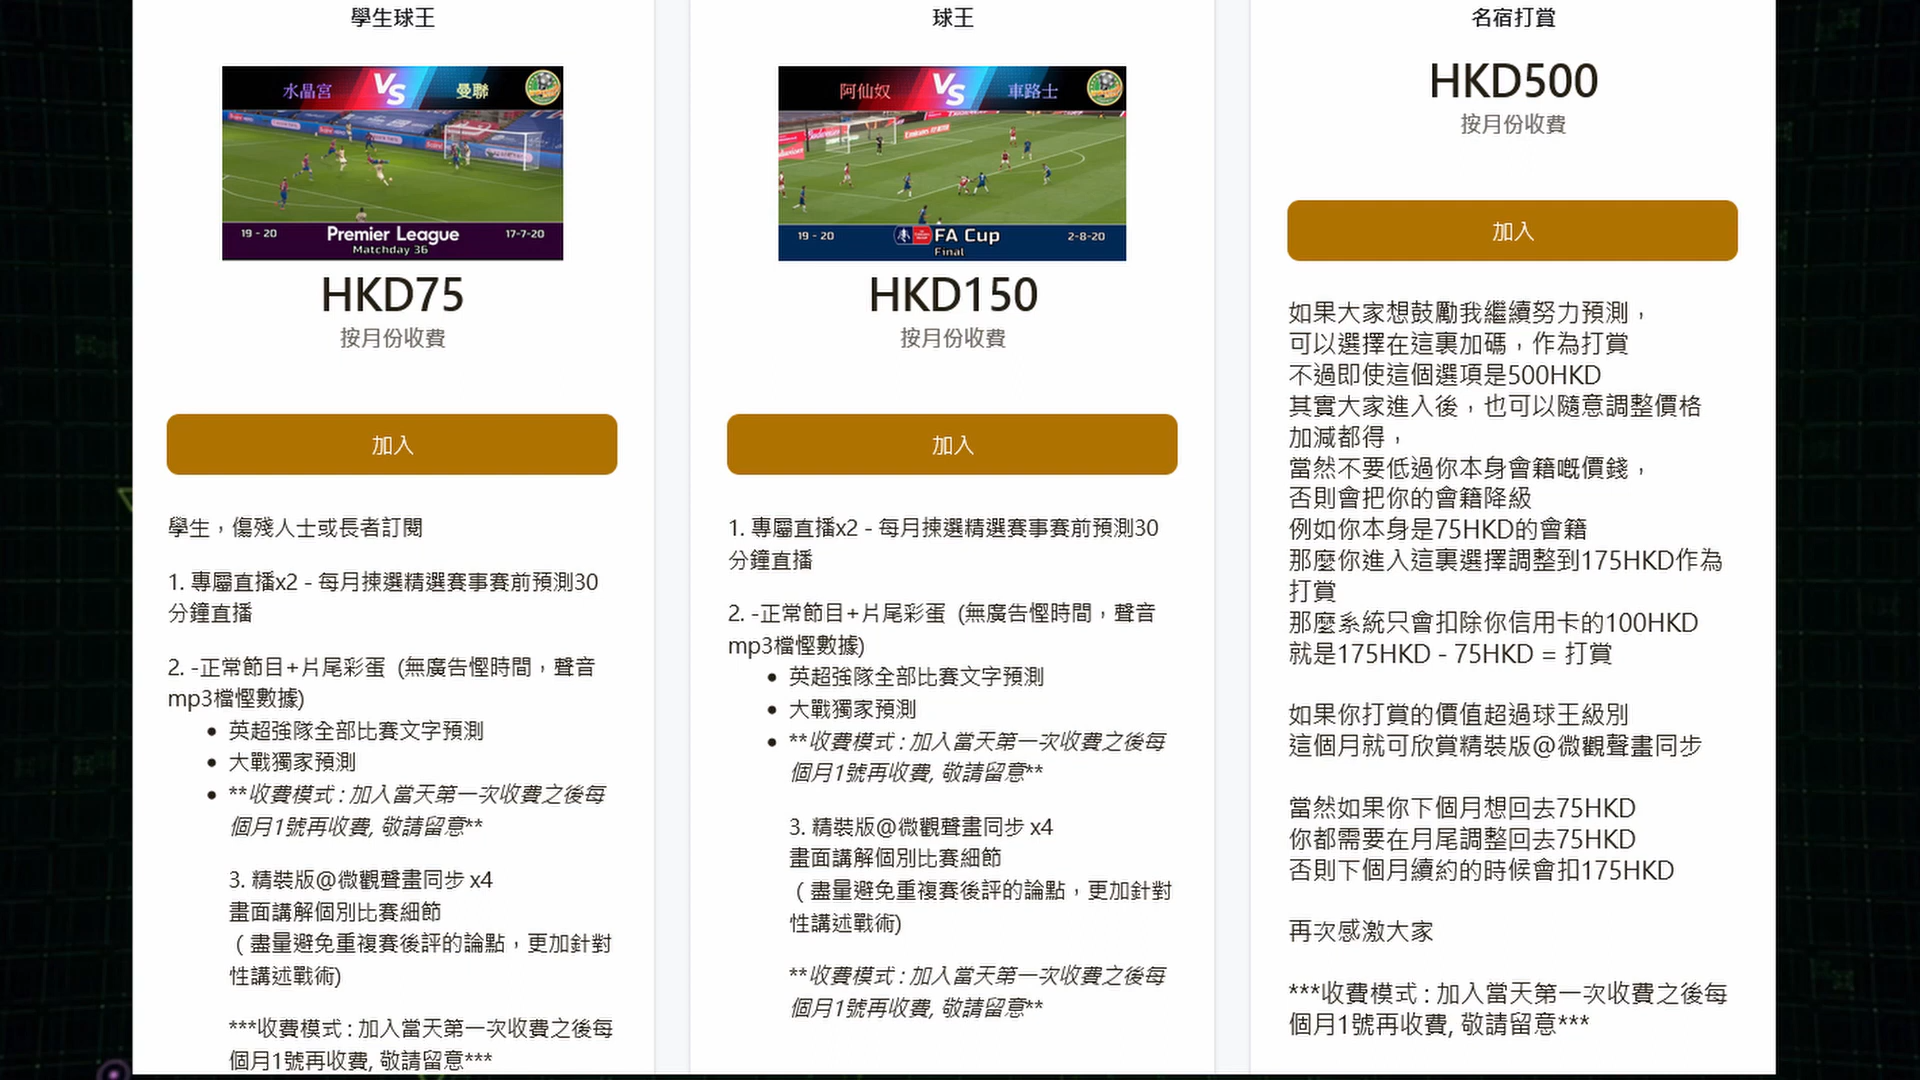 學生球王
水晶宮 VS 曼聯
19 - 20 Premier League 17-7-20
Matchday 36
HKD75
按月份收費
加入
學生，傷殘人士或長者訂閱
1. 專屬直播x2 - 每月揀選精選賽事賽前預測30
分鐘直播
2. -正常節目+片尾彩蛋 (無廣告慳時間，聲音
mp3檔慳數據)
英超強隊全部比賽文字預測
大戰獨家預測
**收費模式 : 加入當天第一次收費之後每
個月1號再收費, 敬請留意**
3. 精裝版@微觀聲畫同步 x4
畫面講解個別比賽細節
（盡量避免重複賽後評的論點，更加針對
性講述戰術)
***收費模式 : 加入當天第一次收費之後每
個月1號再收費, 敬請留意***
球王
阿仙奴 VS 車路士
19 - 20 FA Cup 2-8-20
Final
HKD150
按月份收費
加入
1. 專屬直播x2 - 每月揀選精選賽事賽前預測30
分鐘直播
2. -正常節目+片尾彩蛋 (無廣告慳時間，聲音
mp3檔慳數據)
英超強隊全部比賽文字預測
大戰獨家預測
**收費模式 : 加入當天第一次收費之後每
個月1號再收費, 敬請留意**
3. 精裝版@微觀聲畫同步 x4
畫面講解個別比賽細節
（盡量避免重複賽後評的論點，更加針對
性講述戰術)
**收費模式 : 加入當天第一次收費之後每
個月1號再收費, 敬請留意**
名宿打賞
HKD500
按月份收費
加入
如果大家想鼓勵我繼續努力預測，
可以選擇在這裏加碼，作為打賞
不過即使這個選項是500HKD
其實大家進入後，也可以隨意調整價格
加減都得，
當然不要低過你本身會籍嘅價錢，
否則會把你的會籍降級
例如你本身是75HKD的會籍
那麼你進入這裏選擇調整到175HKD作為
打賞
那麼系統只會扣除你信用卡的100HKD
就是175HKD - 75HKD = 打賞
如果你打賞的價值超過球王級別
這個月就可欣賞精裝版@微觀聲畫同步
當然如果你下個月想回去75HKD
你都需要在月尾調整回去75HKD
否則下個月續約的時候會扣175HKD
再次感激大家
***收費模式 : 加入當天第一次收費之後每
個月1號再收費, 敬請留意***